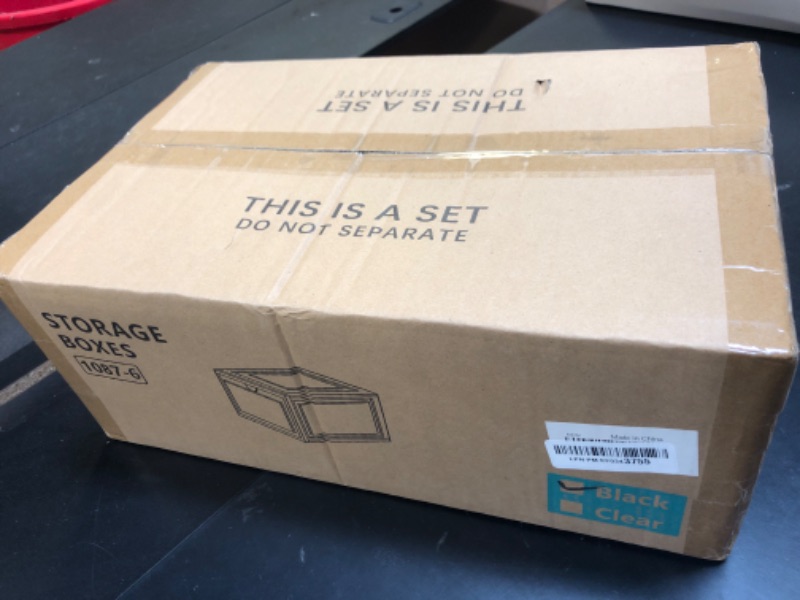 THIS IS A SET
DO NOT SEPARATE
THIS IS A SET
DO NOT SEPARATE
STORAGE
BOXES
1087-6
Made in China
3755
Black
Clear